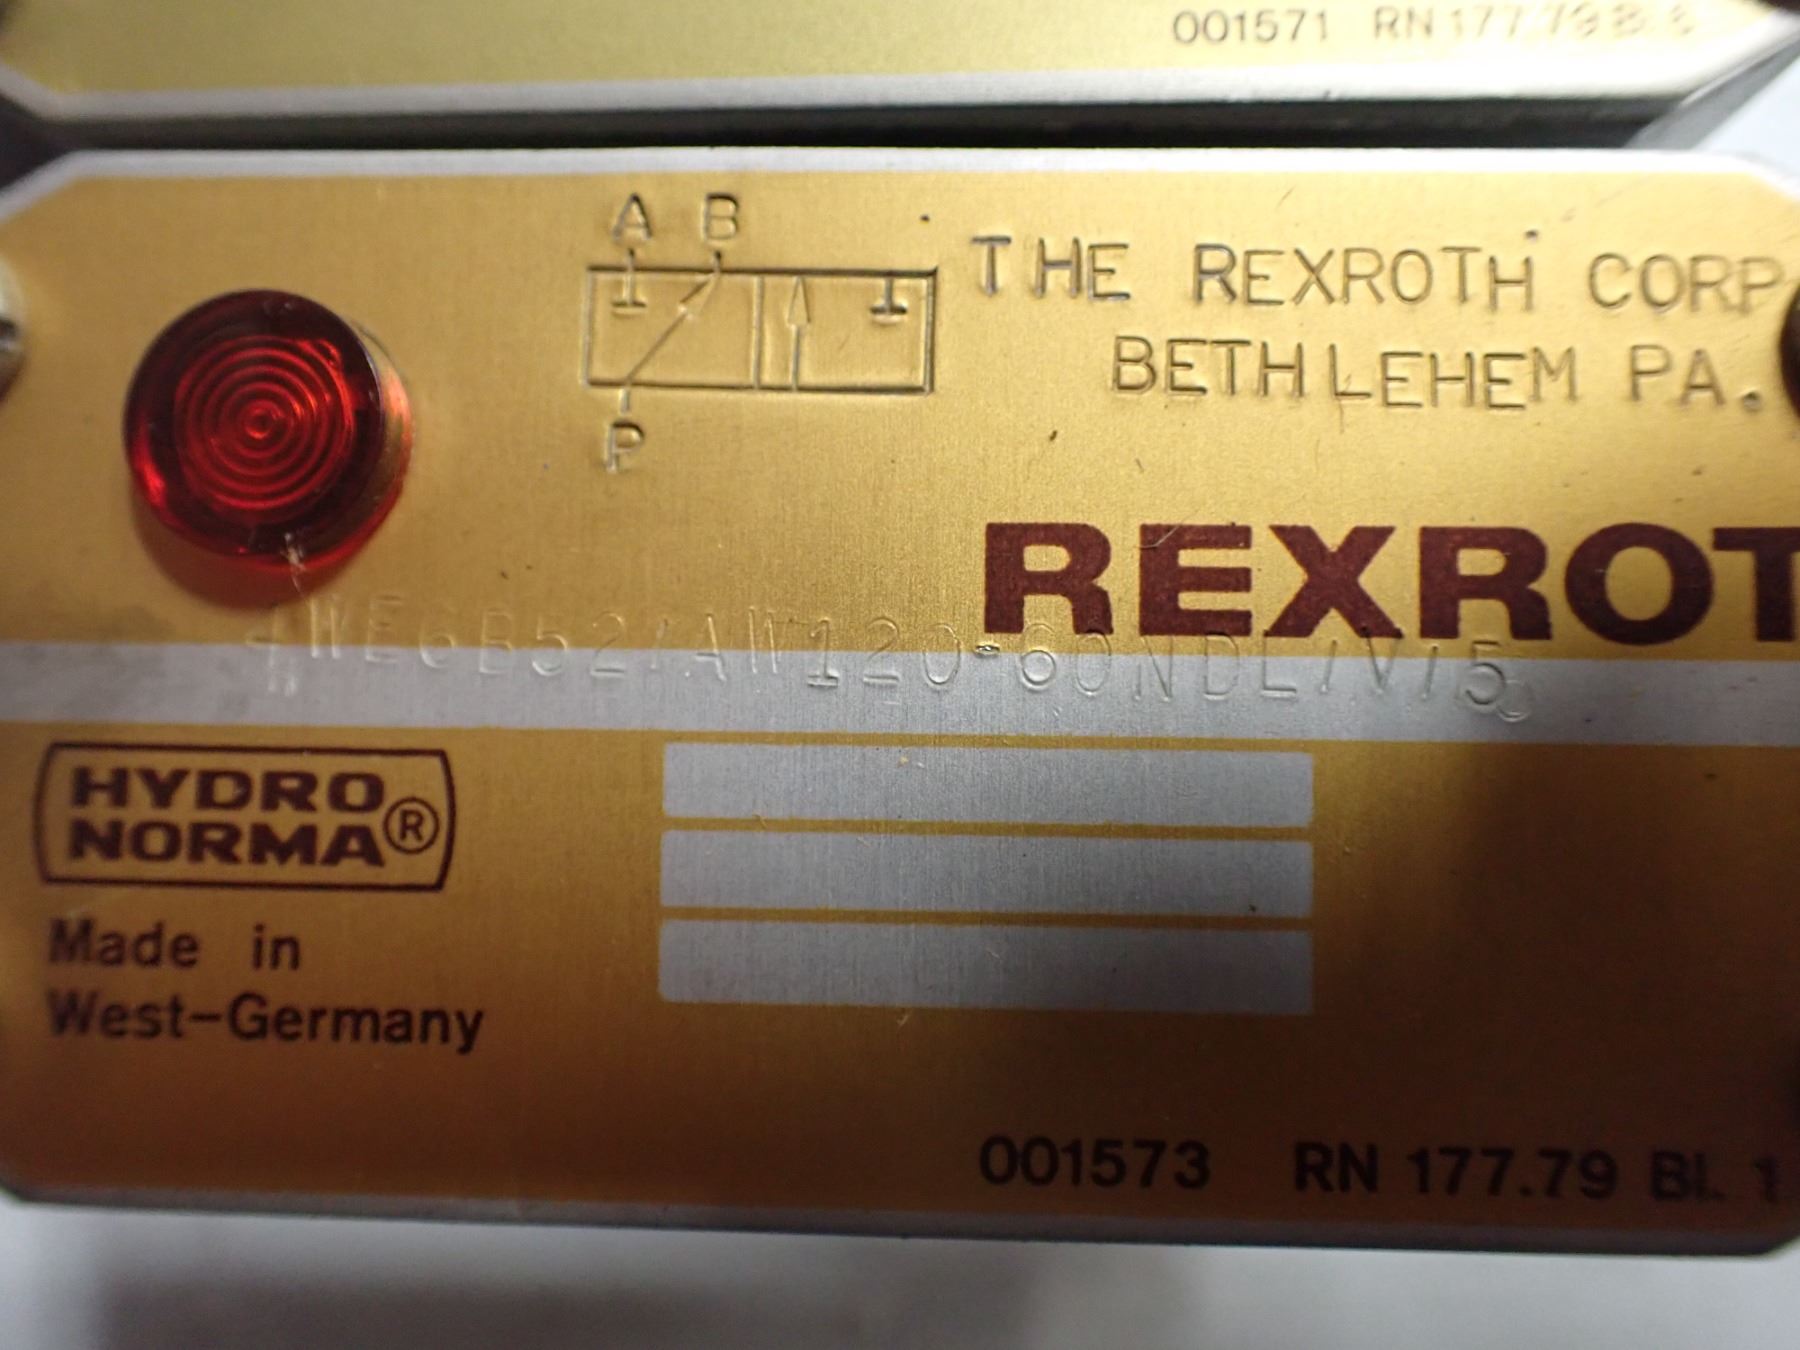 001571 RN 177.79
A B
THE REXROTH CORP
BETHLEHEM PA.
P
REXROT
4WE6B52/AW120-60NDL/V/5
HYDRO
NORMA®
Made in
West-Germany
001573 RN 177.79 BL 1